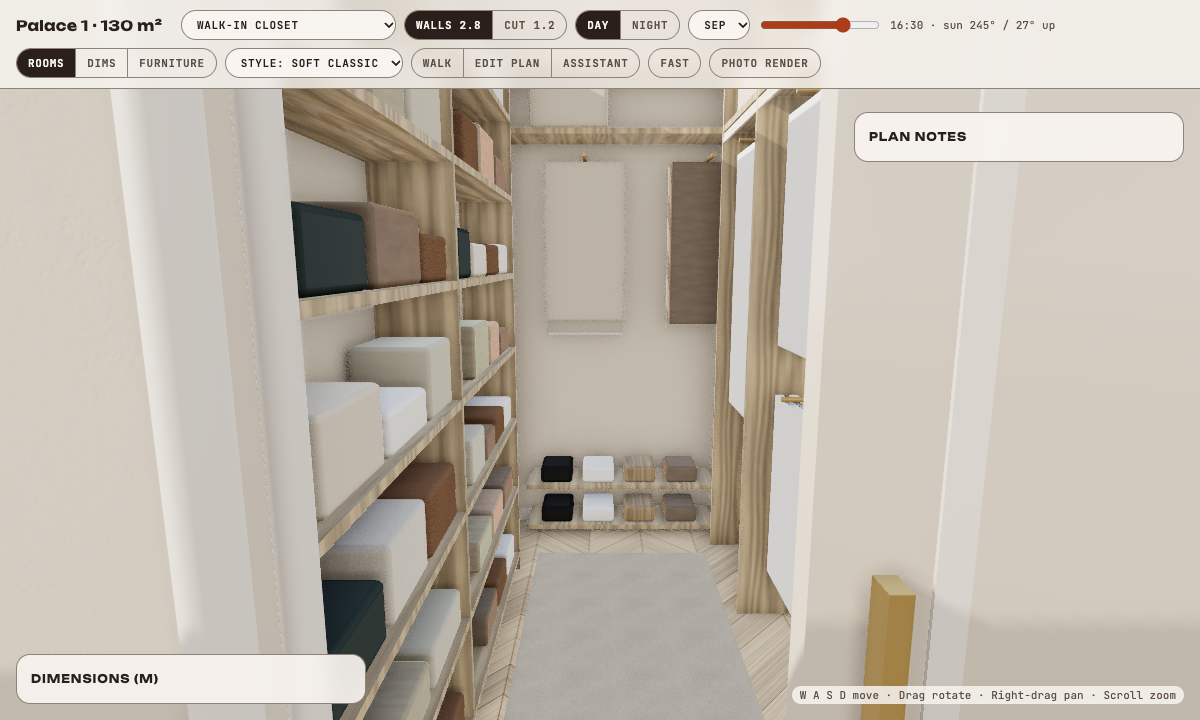 Palace 1 · 130 m²
WALK-IN CLOSET
WALLS 2.8
CUT 1.2
DAY
NIGHT
SEP
16:30 · sun 245° / 27° up
ROOMS
DIMS
FURNITURE
STYLE: SOFT CLASSIC
WALK
EDIT PLAN
ASSISTANT
FAST
PHOTO RENDER
PLAN NOTES
DIMENSIONS (M)
W A S D move · Drag rotate · Right-drag pan · Scroll zoom